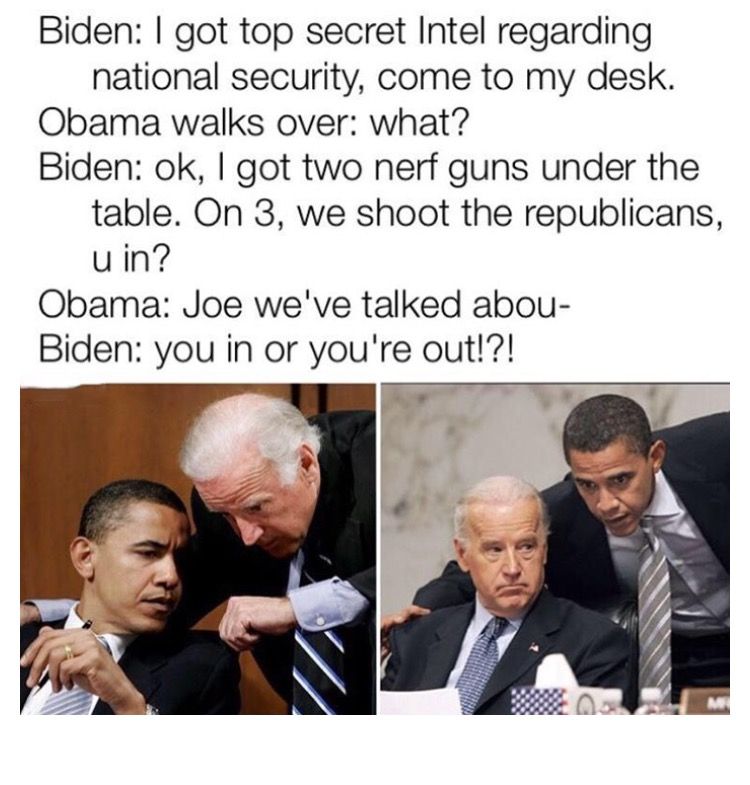 Biden: I got top secret Intel regarding
national security, come to my desk.
Obama walks over: what?
Biden: ok, I got two nerf guns under the
table. On 3, we shoot the republicans,
u in?
Obama: Joe we've talked abou-
Biden: you in or you're out!?!